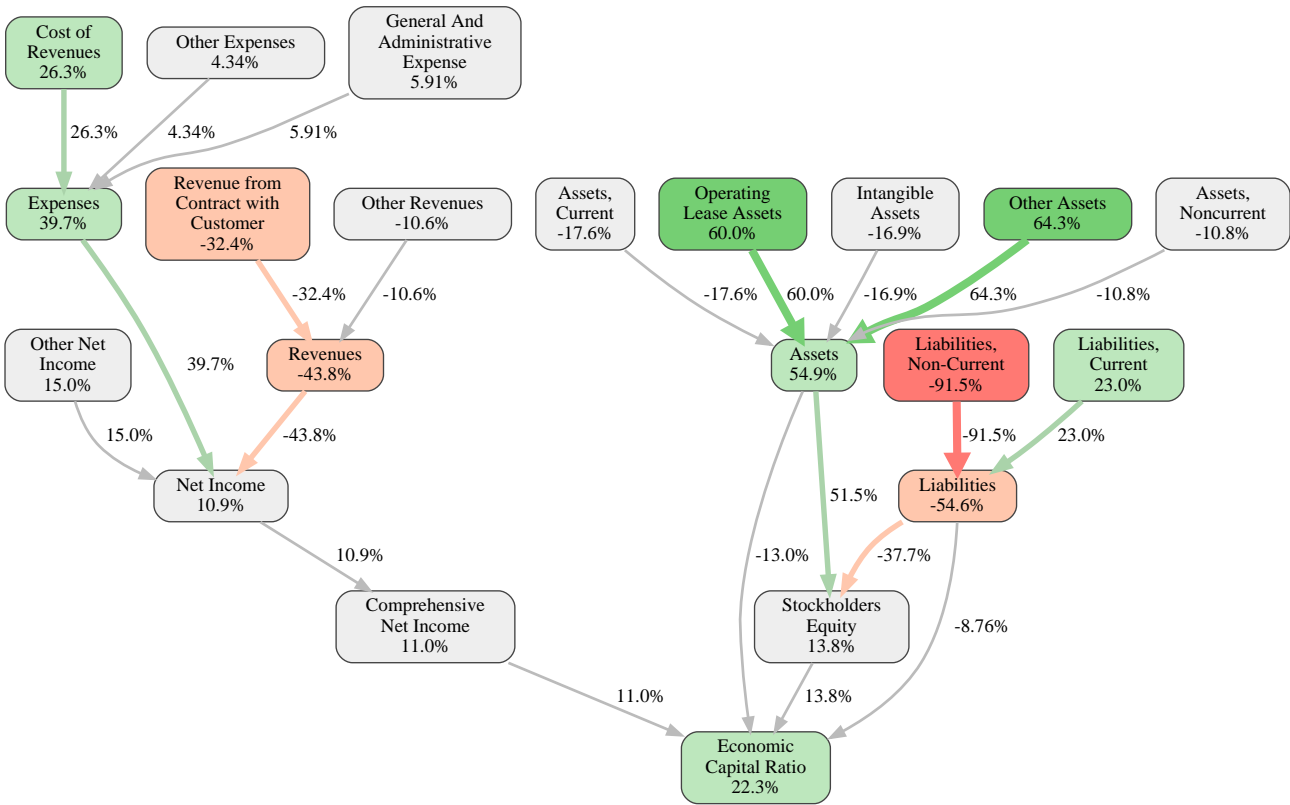 Cost of
Revenues
26.3%
Other Expenses
4.34%
General And
Administrative
Expense
5.91%
26.3%
4.34%
5.91%
Expenses
39.7%
Revenue from
Contract with
Customer
-32.4%
Other Revenues
-10.6%
Assets,
Current
-17.6%
Operating
Lease Assets
60.0%
Intangible
Assets
-16.9%
Other Assets
64.3%
Assets,
Noncurrent
-10.8%
-32.4%
-10.6%
-17.6%
60.0%
-16.9%
64.3%
-10.8%
Other Net
Income
15.0%
39.7%
Revenues
-43.8%
Assets
54.9%
Liabilities,
Non-Current
-91.5%
Liabilities,
Current
23.0%
15.0%
-43.8%
-91.5%
23.0%
Net Income
10.9%
51.5%
Liabilities
-54.6%
10.9%
-13.0%
-37.7%
Comprehensive
Net Income
11.0%
Stockholders
Equity
13.8%
-8.76%
11.0%
13.8%
Economic
Capital Ratio
22.3%